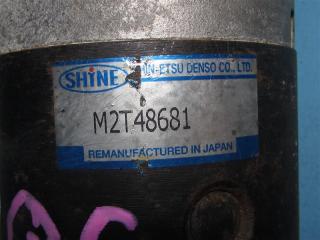 SHINE
IN-ETSU DENSO CO., LTD.
M2T48681
REMANUFACTURED IN JAPAN